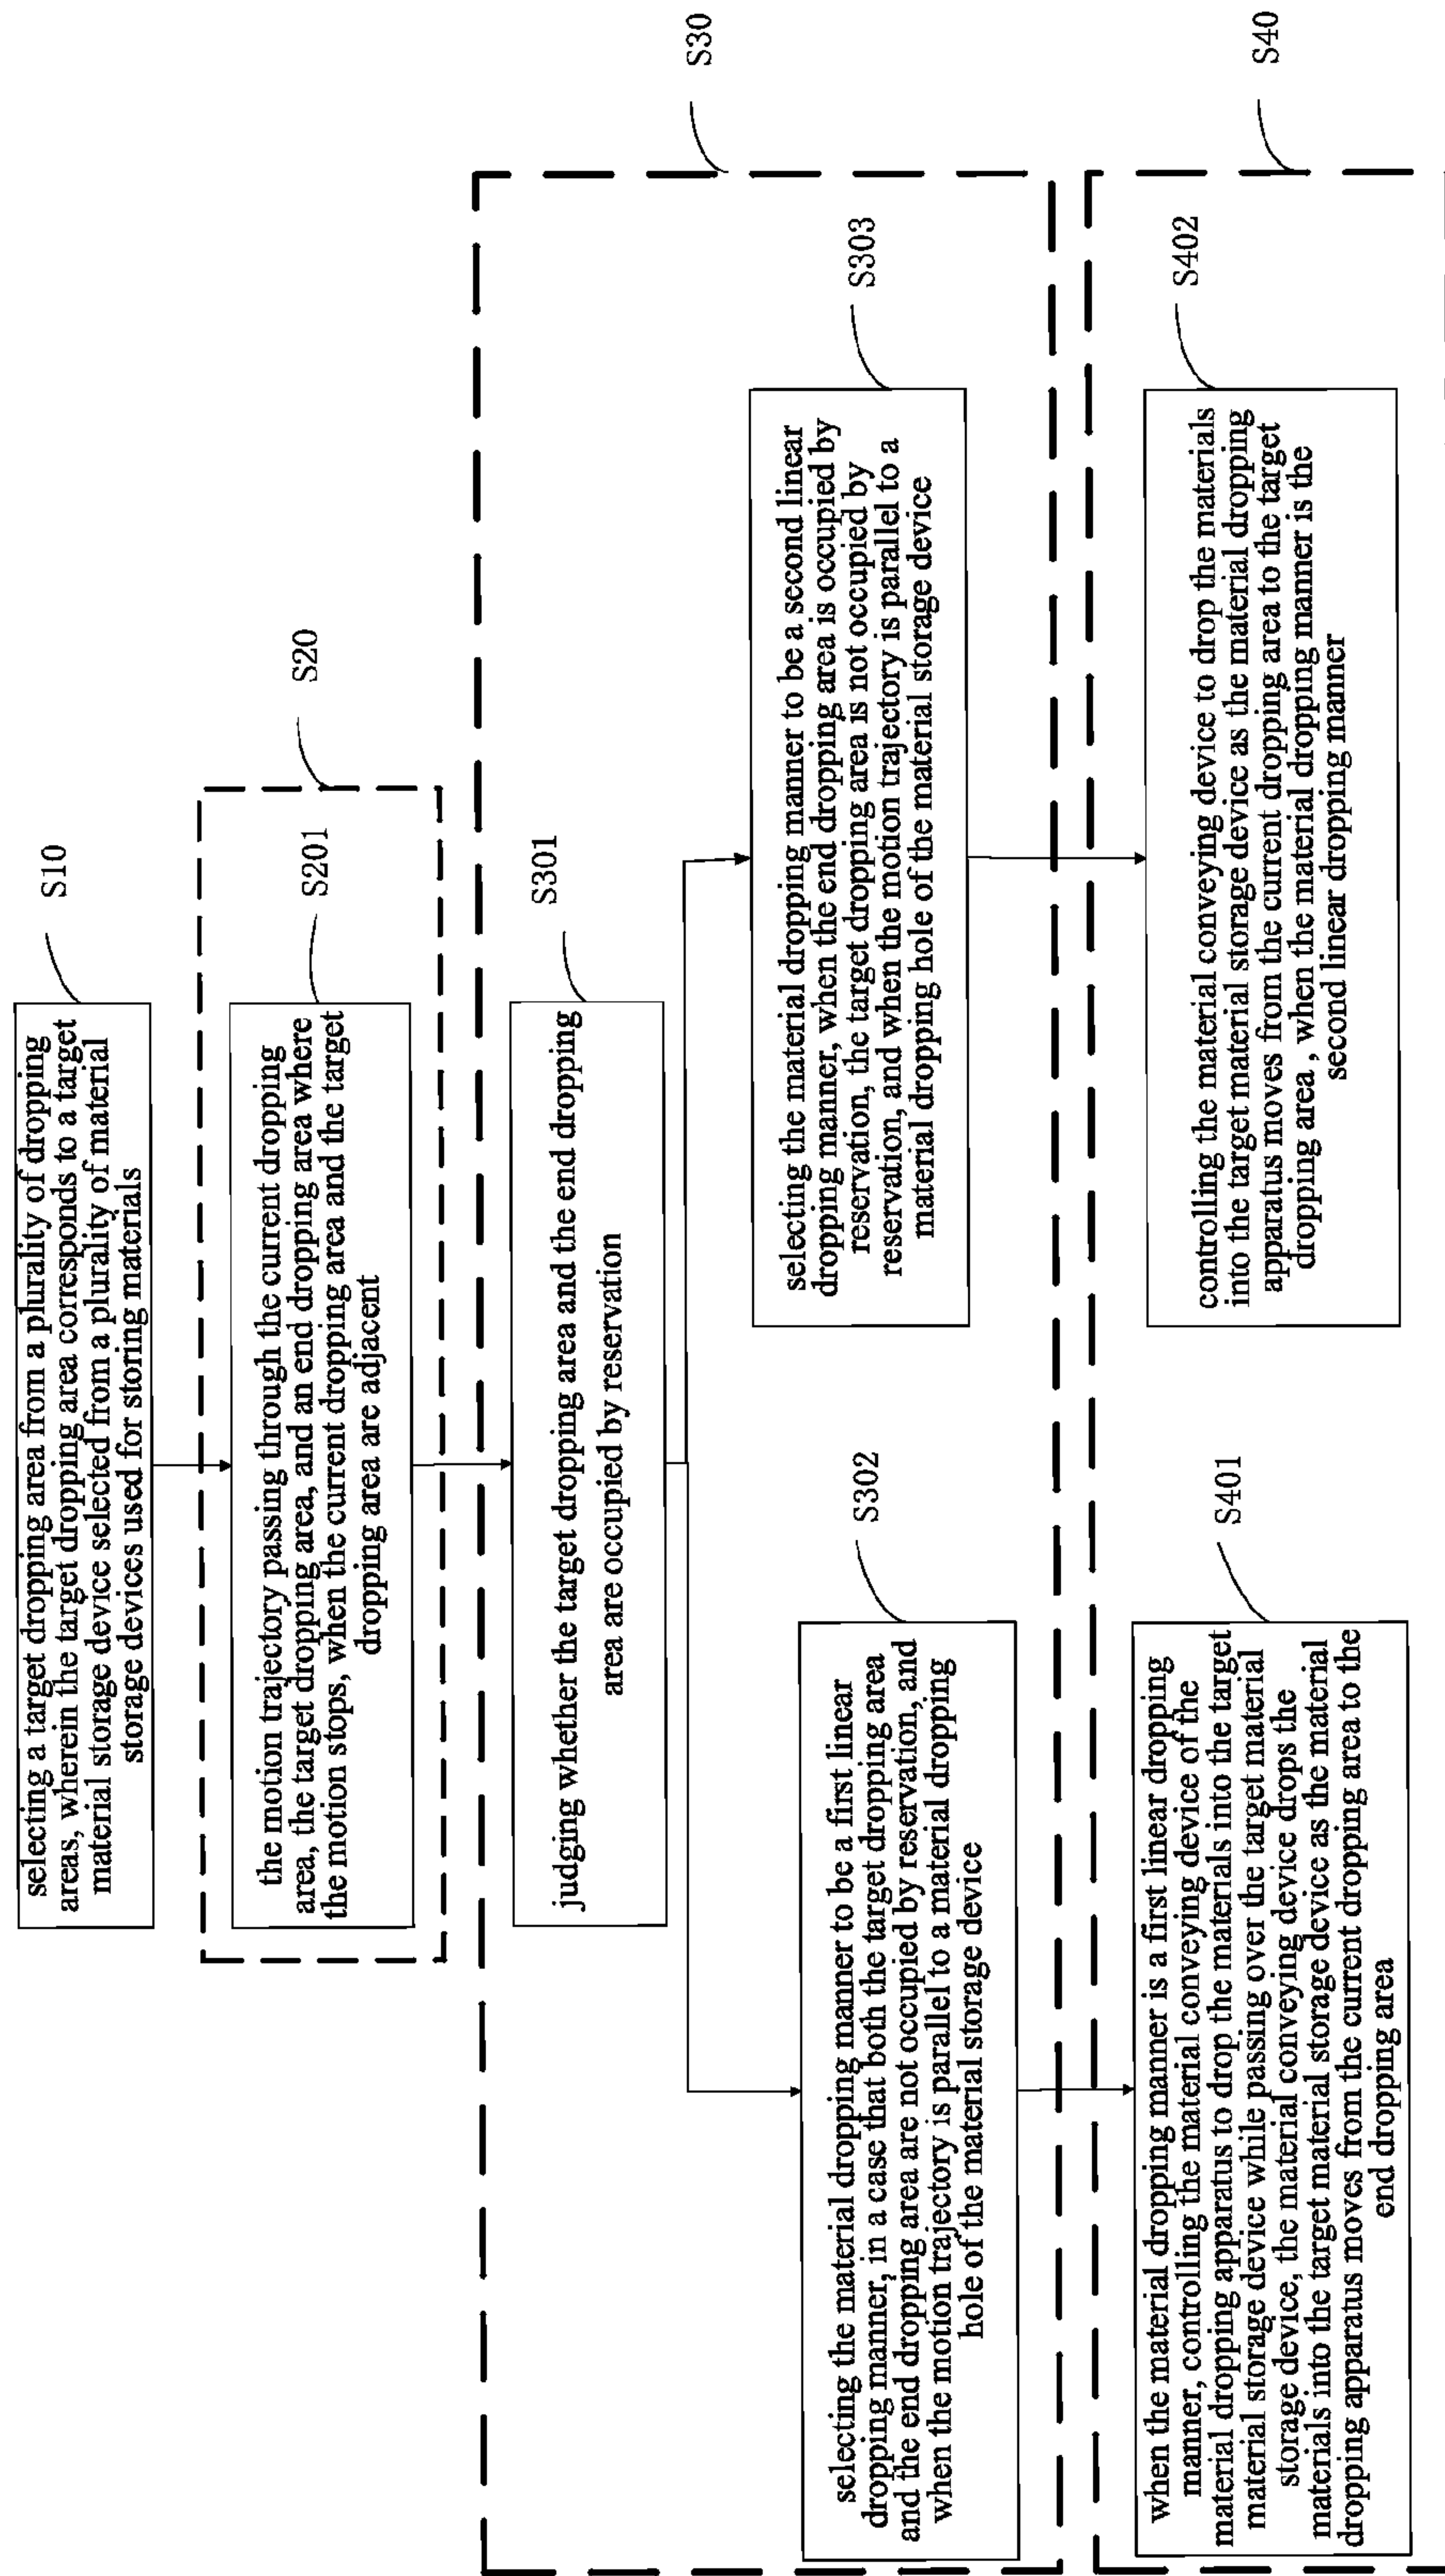 selecting a target dropping area from a plurality of dropping
areas, wherein the target dropping area corresponds to a target
material storage device selected from a plurality of material
storage devices used for storing materials
S10
S20
the motion trajectory passing through the current dropping
area, the target dropping area, and an end dropping area where
the motion stops, when the current dropping area and the target
dropping area are adjacent
S201
S30
judging whether the target dropping area and the end dropping
area are occupied by reservation
S301
selecting the material dropping manner to be a first linear
dropping manner, in a case that both the target dropping area
and the end dropping area are not occupied by reservation, and
when the motion trajectory is parallel to a material dropping
hole of the material storage device
S302
selecting the material dropping manner to be a second linear
dropping manner, when the end dropping area is occupied by
reservation, the target dropping area is not occupied by
reservation, and when the motion trajectory is parallel to a
material dropping hole of the material storage device
S303
S40
when the material dropping manner is a first linear dropping
manner, controlling the material conveying device of the
material dropping apparatus to drop the materials into the target
material storage device while passing over the target material
storage device, the material conveying device drops the
materials into the target material storage device as the material
dropping apparatus moves from the current dropping area to the
end dropping area
S401
controlling the material conveying device to drop the materials
into the target material storage device as the material dropping
apparatus moves from the current dropping area to the target
dropping area , when the material dropping manner is the
second linear dropping manner
S402